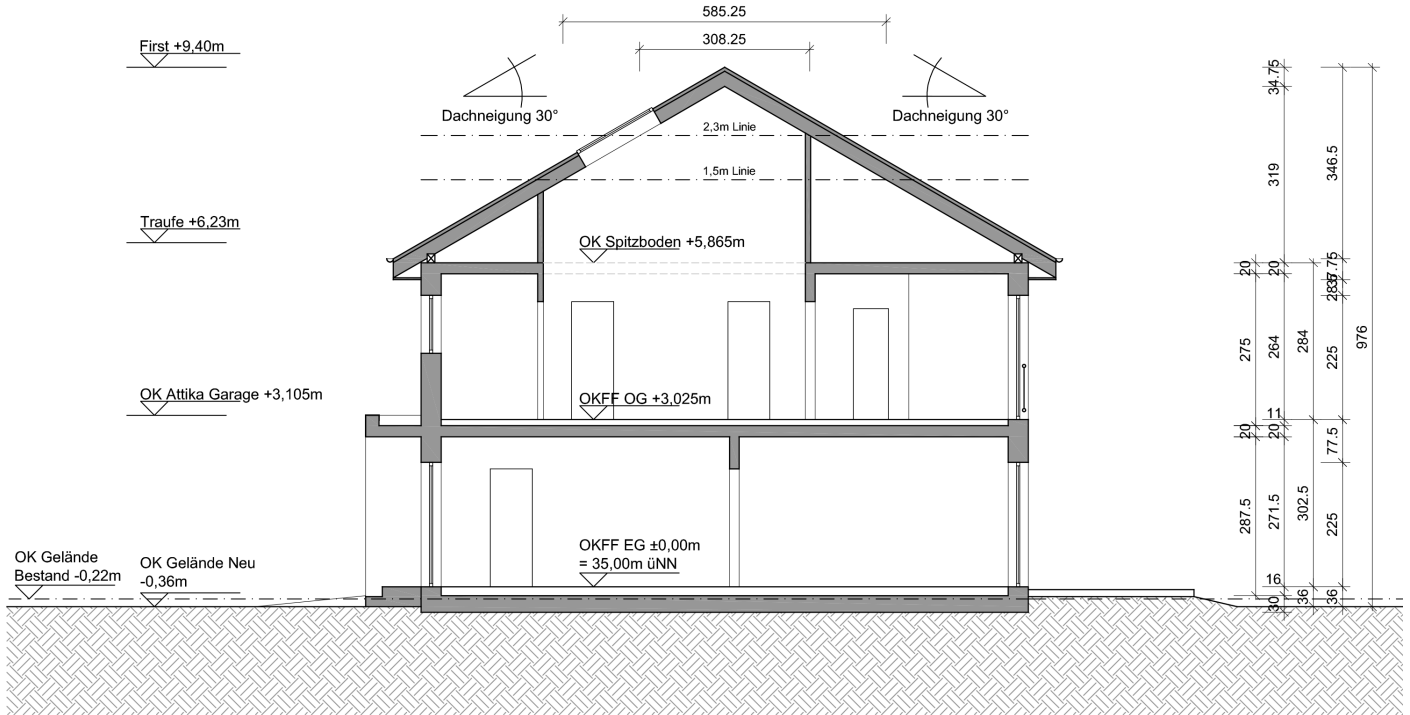 585.25
308.25
First +9,40m
Dachneigung 30°
Dachneigung 30°
2,3m Linie
1,5m Linie
Traufe +6,23m
OK Spitzboden +5,865m
OK Attika Garage +3,105m
OKFF OG +3,025m
OKFF EG ±0,00m
= 35,00m üNN
OK Gelände
Bestand -0,22m
OK Gelände Neu
-0,36m
20
275
20
287.5
34.75
319
20
264
11
20
271.5
16
30
284
302.5
36
346.5
225
77.5
225
36
976